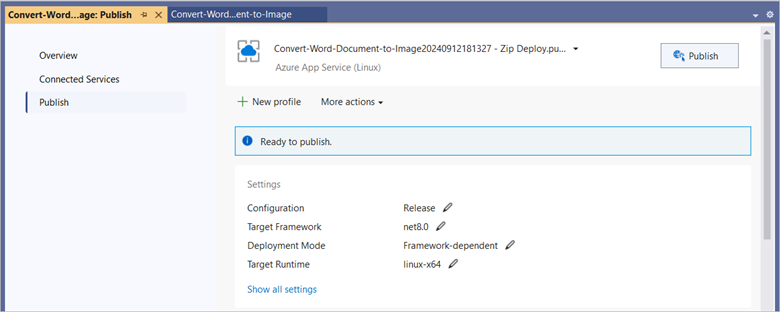 Convert-Word...age: Publish Convert-Word...ent-to-Image
Overview
Connected Services
Publish
Convert-Word-Document-to-Image20240912181327 - Zip Deploy.pu...
Azure App Service (Linux)
Publish
New profile More actions
Ready to publish.
Settings
Configuration Release
Target Framework net8.0
Deployment Mode Framework-dependent
Target Runtime linux-x64
Show all settings